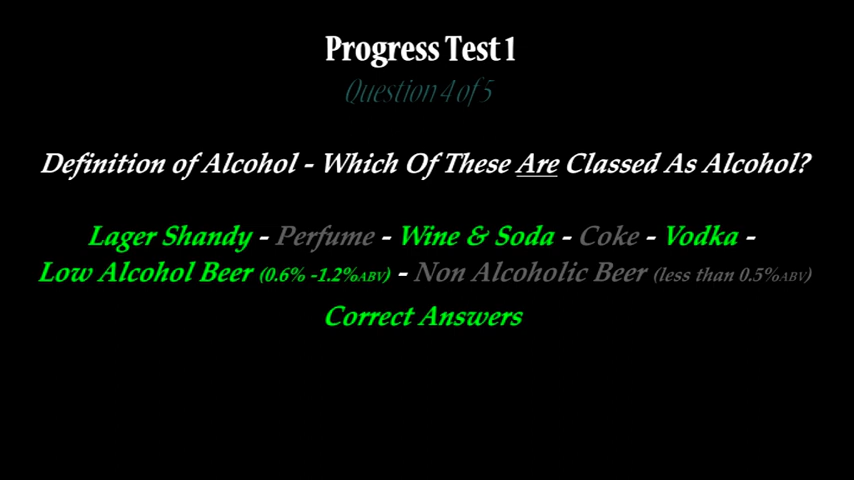 Progress Test 1
Question 4 of 5
Definition of Alcohol - Which Of These Are Classed As Alcohol?
Lager Shandy - Perfume - Wine & Soda - Coke - Vodka -
Low Alcohol Beer (0.6% -1.2%ABV) - Non Alcoholic Beer (less than 0.5%ABV)
Correct Answers